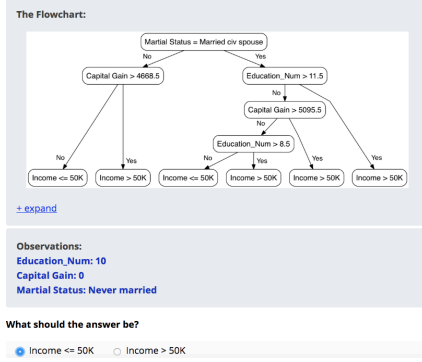 The Flowchart:
Martial Status = Married civ spouse
No
Yes
Capital Gain > 4668.5
Education_Num > 11.5
No
Capital Gain > 5095.5
No
Education_Num > 8.5
No
Yes
No
Yes
Yes
Yes
Income <= 50K
Income > 50K
Income <= 50K
Income > 50K
Income > 50K
Income > 50K
+ expand
Observations:
Education_Num: 10
Capital Gain: 0
Martial Status: Never married
What should the answer be?
Income <= 50K Income > 50K